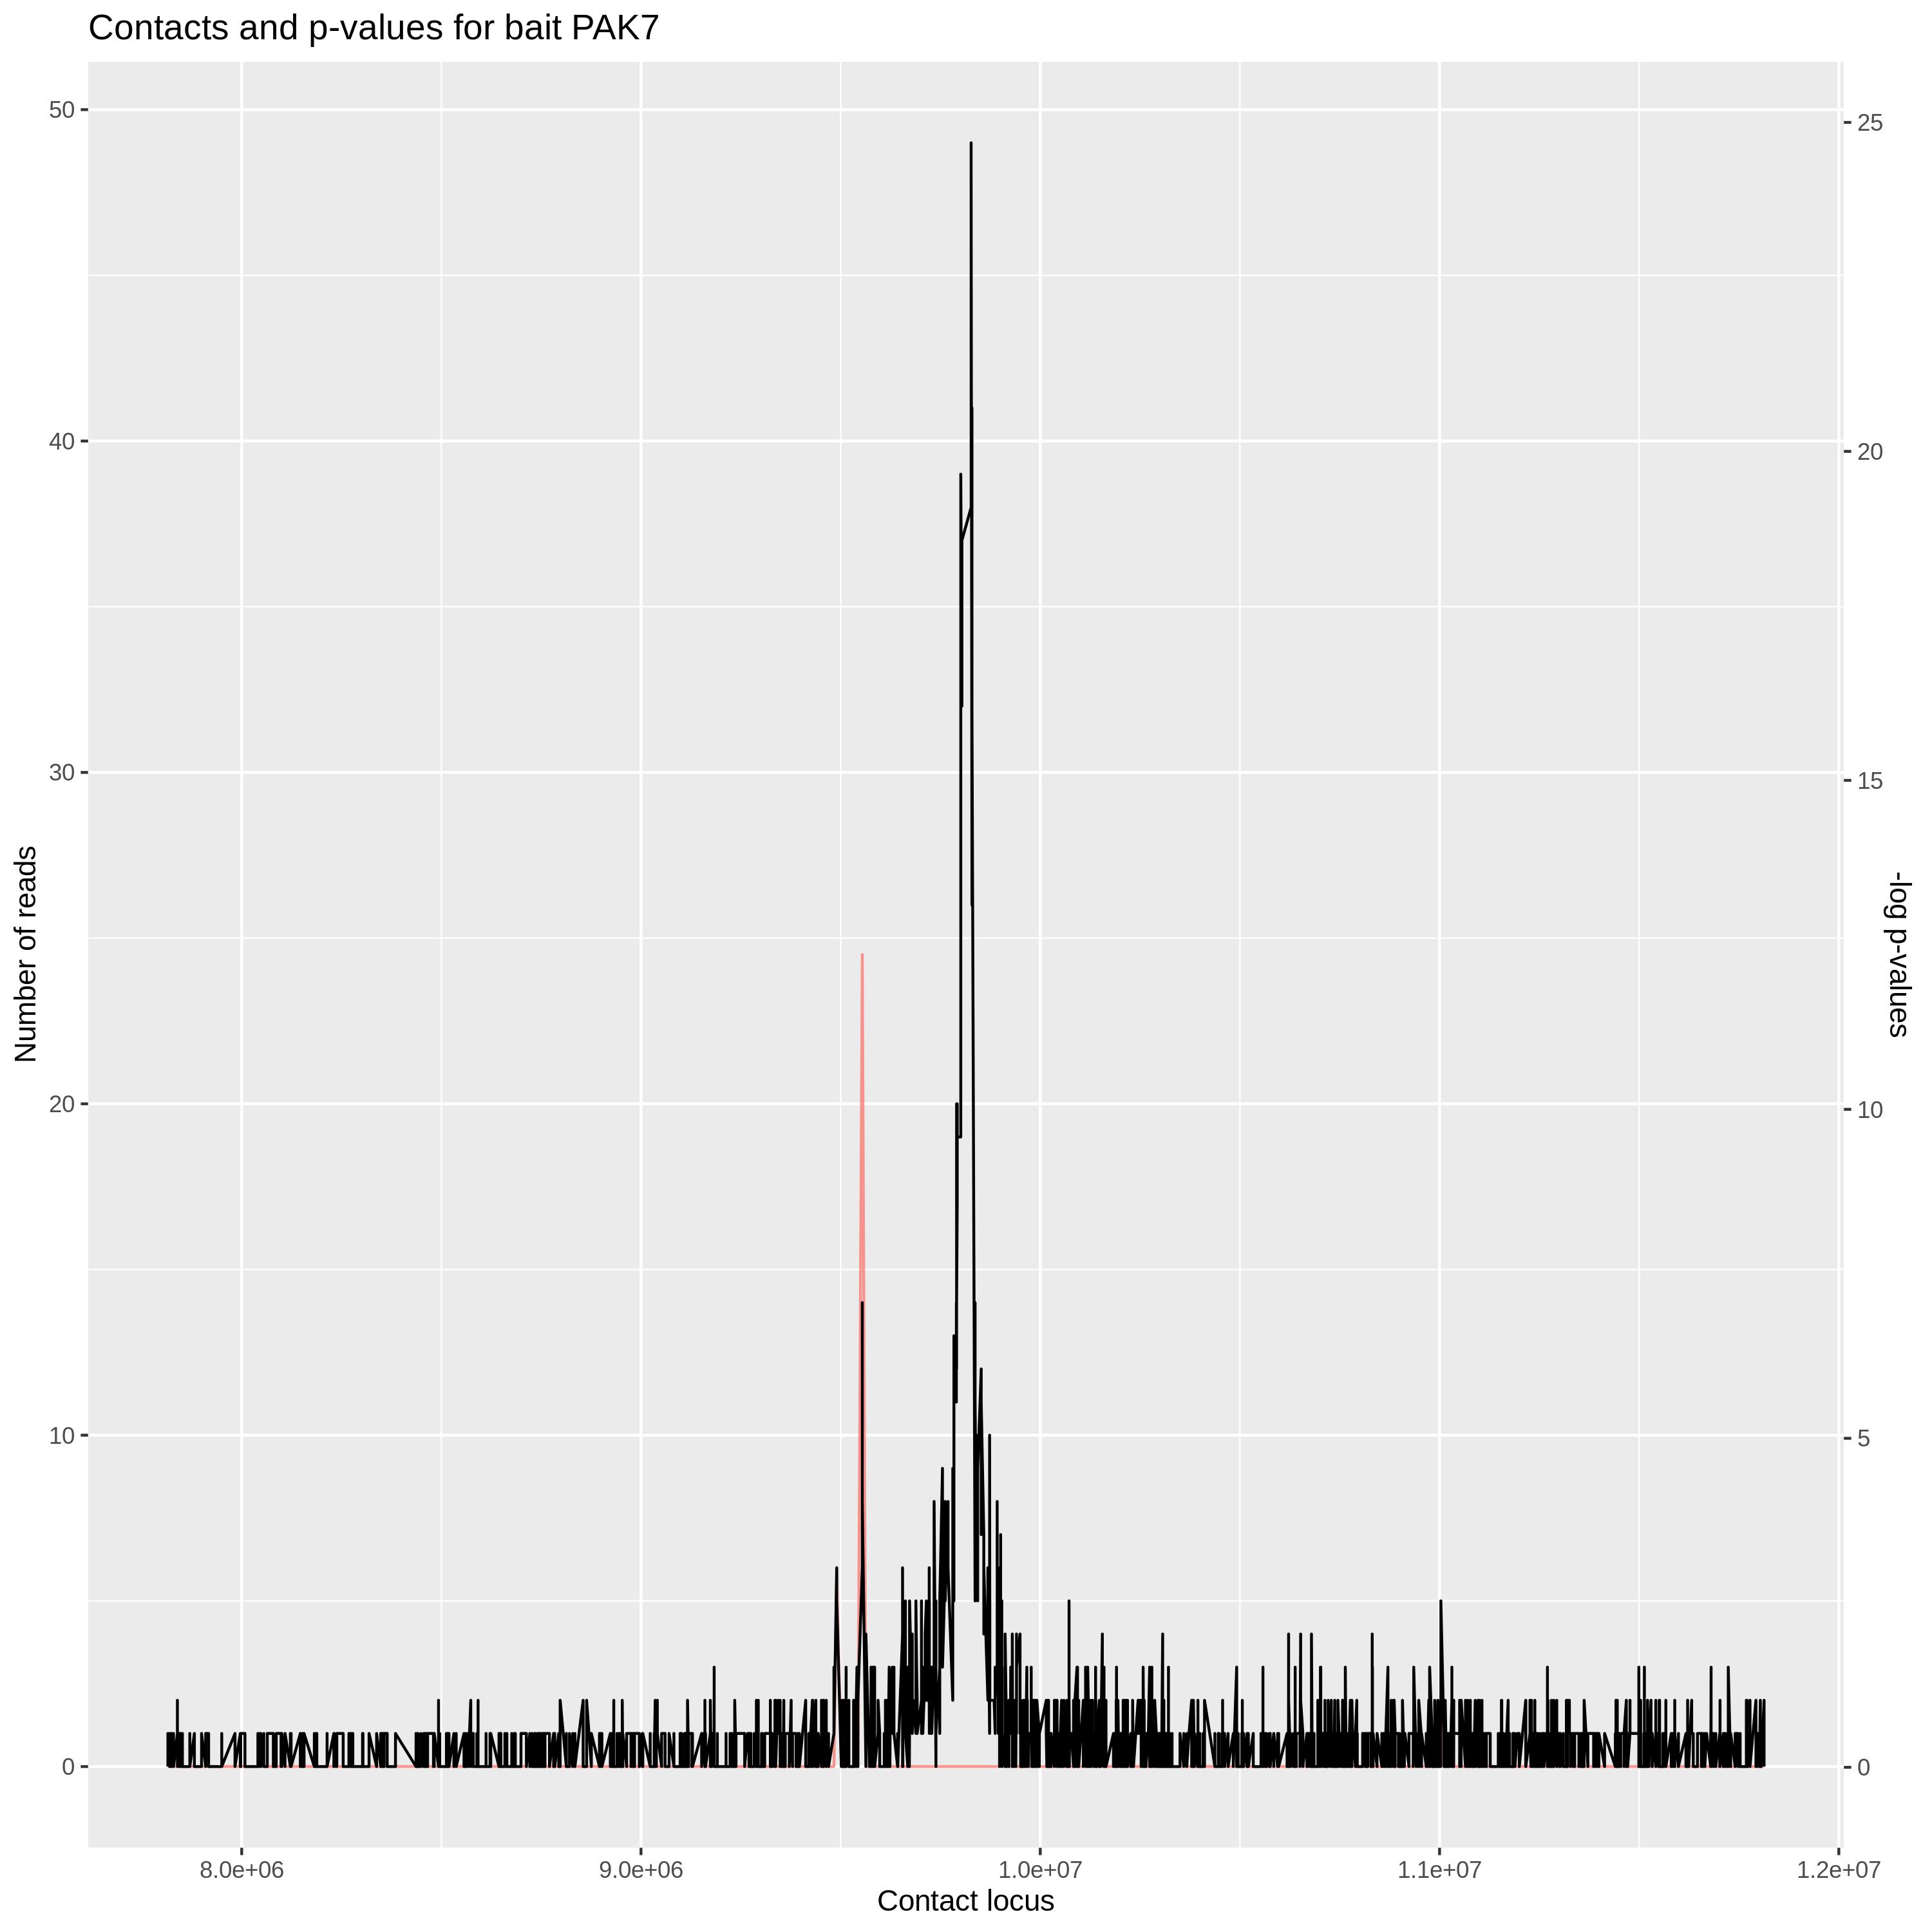 Contacts and p-values for bait PAK7
50
40
30
20
10
0
Number of reads
25
20
15
10
5
0
-log p-values
8.0e+06
9.0e+06
1.0e+07
1.1e+07
1.2e+07
Contact locus